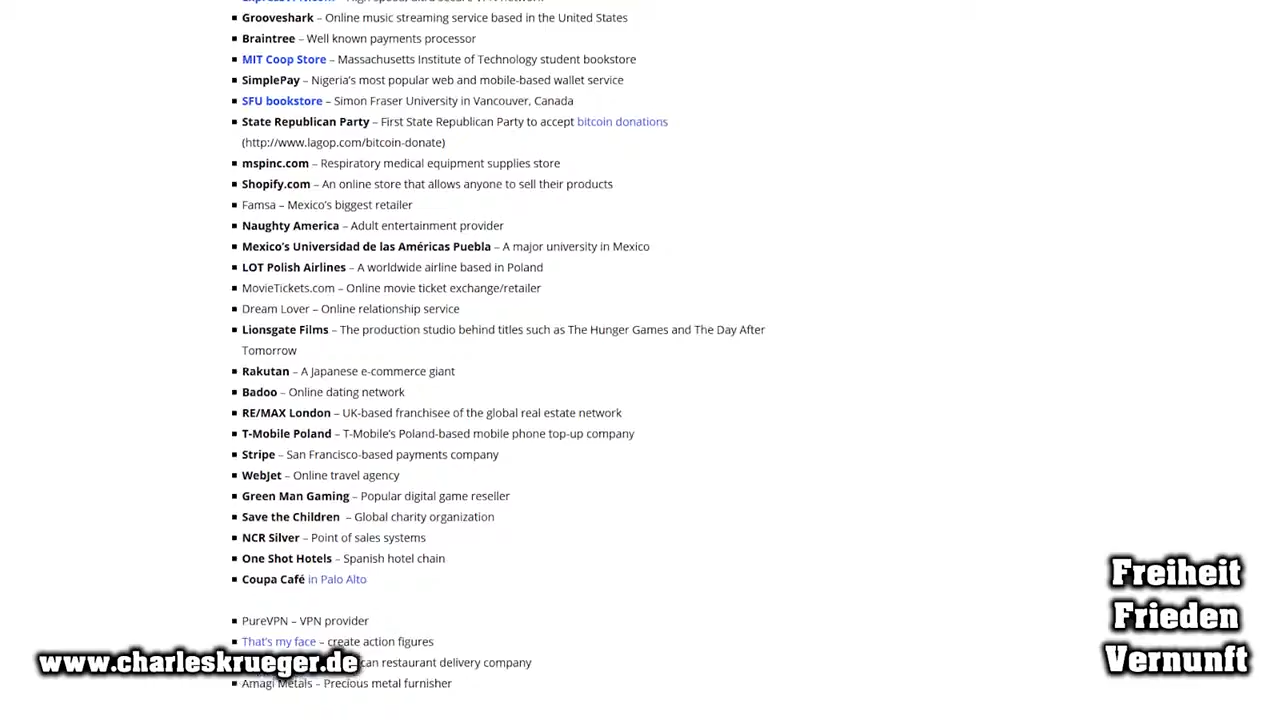 Grooveshark – Online music streaming service based in the United States
Braintree – Well known payments processor
MIT Coop Store – Massachusetts Institute of Technology student bookstore
SimplePay – Nigeria's most popular web and mobile-based wallet service
SFU bookstore – Simon Fraser University in Vancouver, Canada
State Republican Party – First State Republican Party to accept bitcoin donations
(http://www.lagop.com/bitcoin-donate)
mspinc.com – Respiratory medical equipment supplies store
Shopify.com – An online store that allows anyone to sell their products
Famsa – Mexico's biggest retailer
Naughty America – Adult entertainment provider
Mexico's Universidad de las Américas Puebla – A major university in Mexico
LOT Polish Airlines – A worldwide airline based in Poland
MovieTickets.com – Online movie ticket exchange/retailer
Dream Lover – Online relationship service
Lionsgate Films – The production studio behind titles such as The Hunger Games and The Day After
Tomorrow
Rakutan – A Japanese e-commerce giant
Badoo – Online dating network
RE/MAX London – UK-based franchisee of the global real estate network
T-Mobile Poland – T-Mobile's Poland-based mobile phone top-up company
Stripe – San Francisco-based payments company
WebJet – Online travel agency
Green Man Gaming – Popular digital game reseller
Save the Children – Global charity organization
NCR Silver – Point of sales systems
One Shot Hotels – Spanish hotel chain
Coupa Café in Palo Alto
PureVPN – VPN provider
That's my face – create action figures
restaurant delivery company
Amagi Metals – Precious metal furnisher
www.charleskrueger.de
Freiheit
Frieden
Vernunft